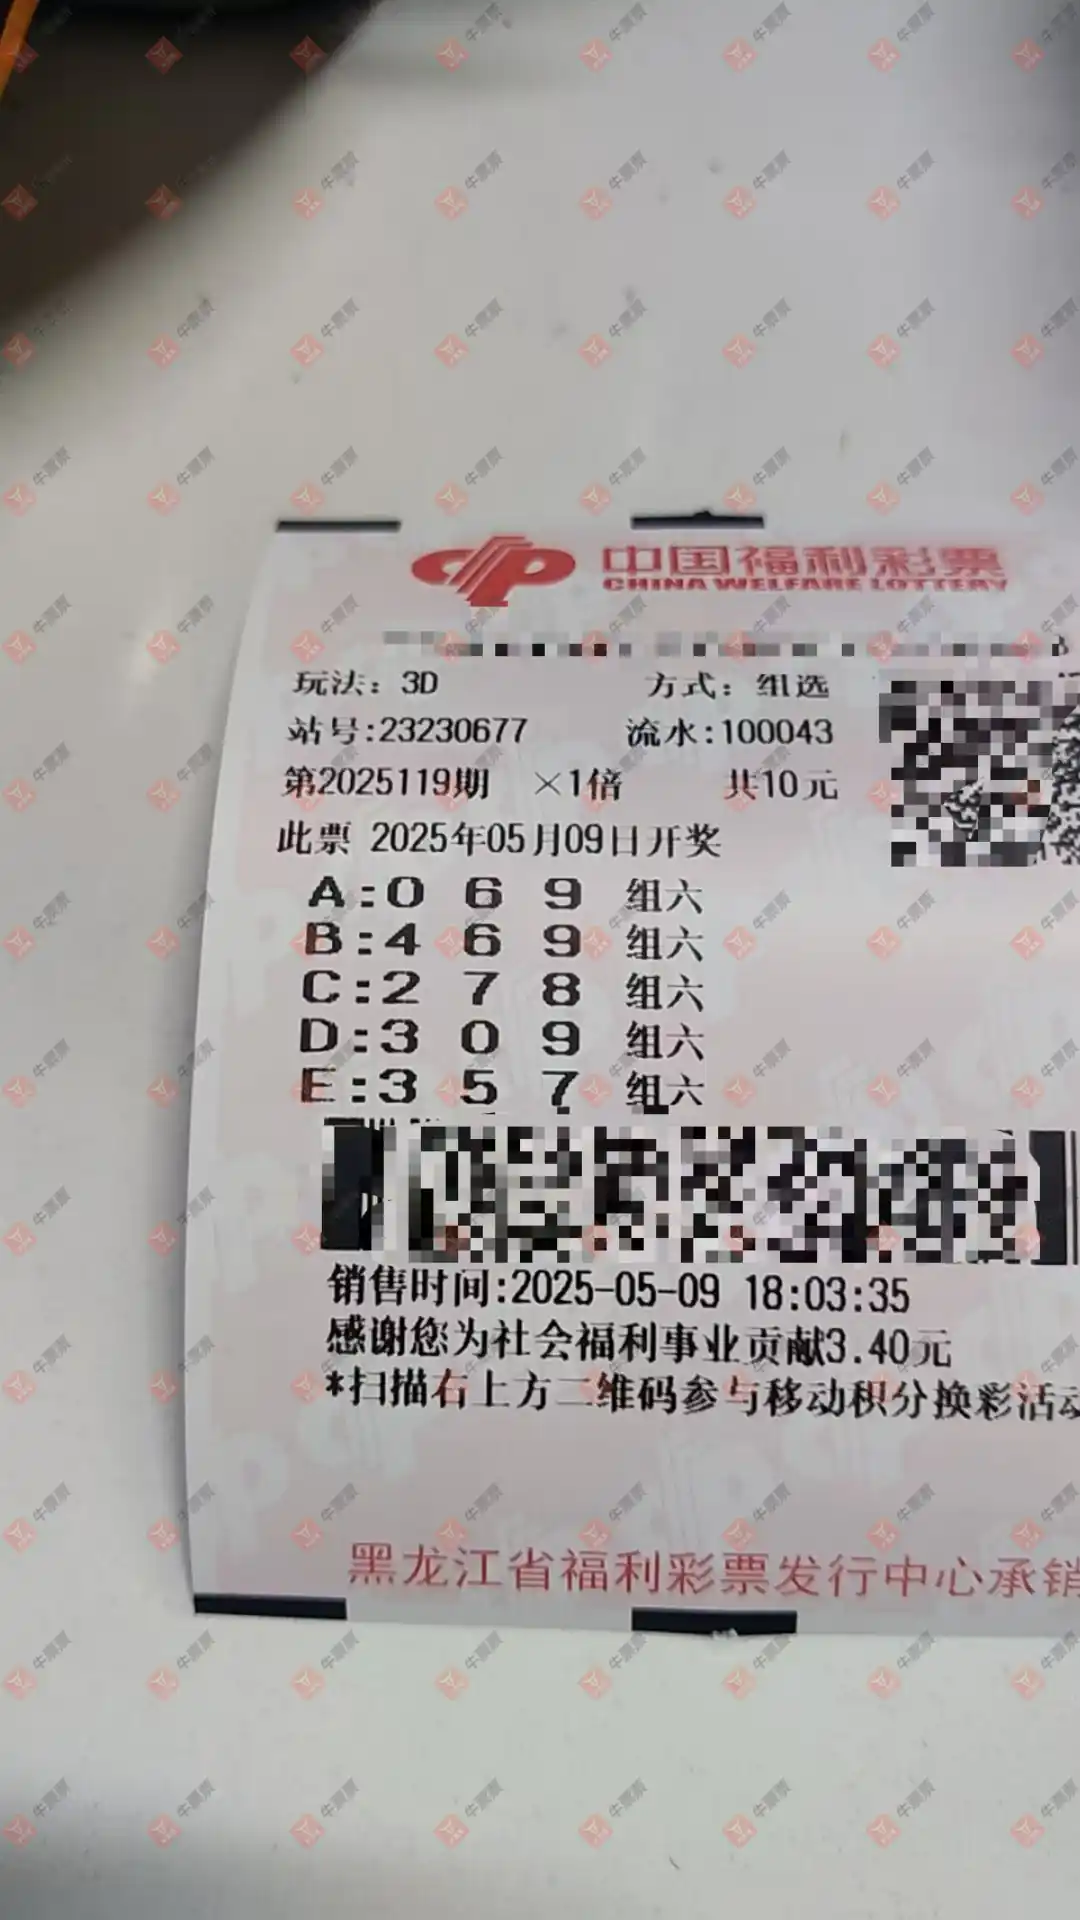 中国福利彩票
CHINA WELFARE LOTTERY
玩法：3D 方式：组选
站号:23230677 流水:100043
第2025119期 ×1倍 共10元
此票 2025年05月09日开奖
A:0 6 9 组六
B:4 6 9 组六
C:2 7 8 组六
D:3 0 9 组六
E:3 5 7 组六
销售时间:2025-05-09 18:03:35
感谢您为社会福利事业贡献3.40元
*扫描右上方二维码参与移动积分换彩活动
黑龙江省福利彩票发行中心承销
牛票票